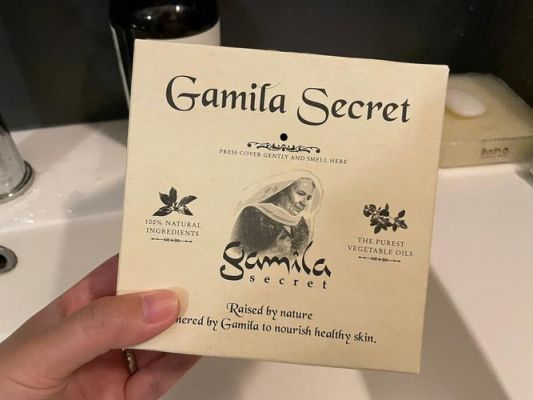 Gamila Secret
PRESS COVER GENTLY AND SMELL HERE
100% NATURAL
INGREDIENTS
THE PUREST
VEGETABLE OILS
gamila
secret
Raised by nature
by Gamila to nourish healthy skin.